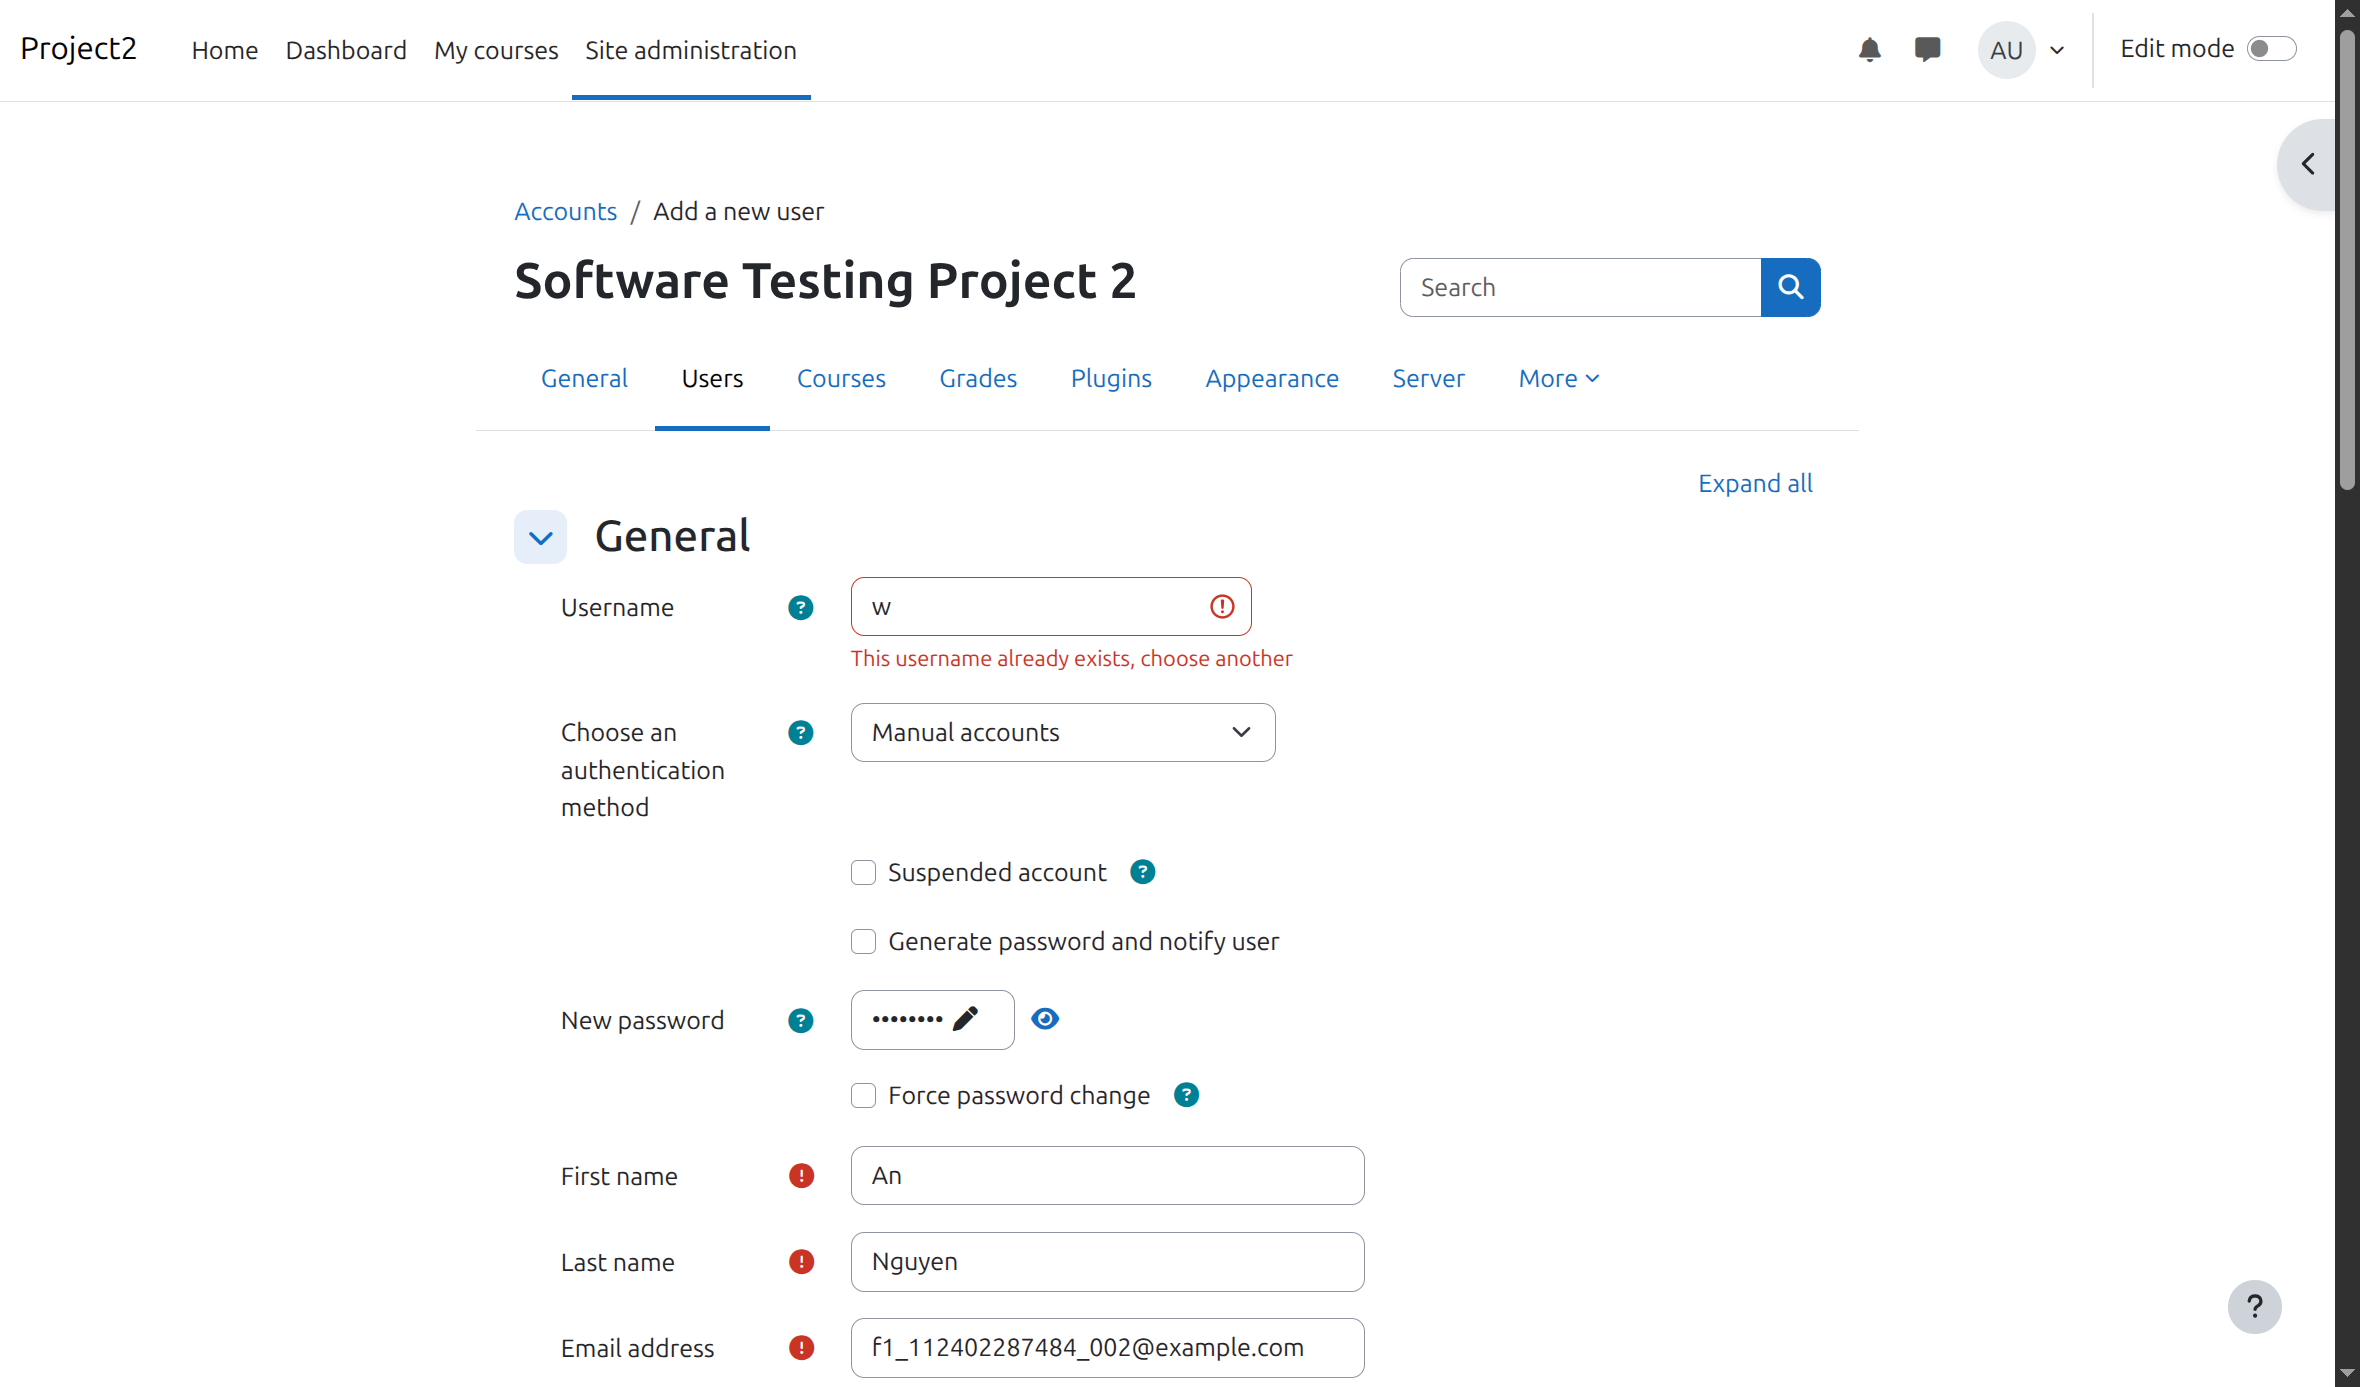 Project2 Home Dashboard My courses Site administration AU Edit mode
Accounts / Add a new user
Software Testing Project 2
Search
General Users Courses Grades Plugins Appearance Server More
Expand all
General
Username ? w
This username already exists, choose another
Choose an authentication method ? Manual accounts
Suspended account ?
Generate password and notify user
New password ? ••••••••
Force password change ?
First name ! An
Last name ! Nguyen
Email address ! f1_112402287484_002@example.com
?